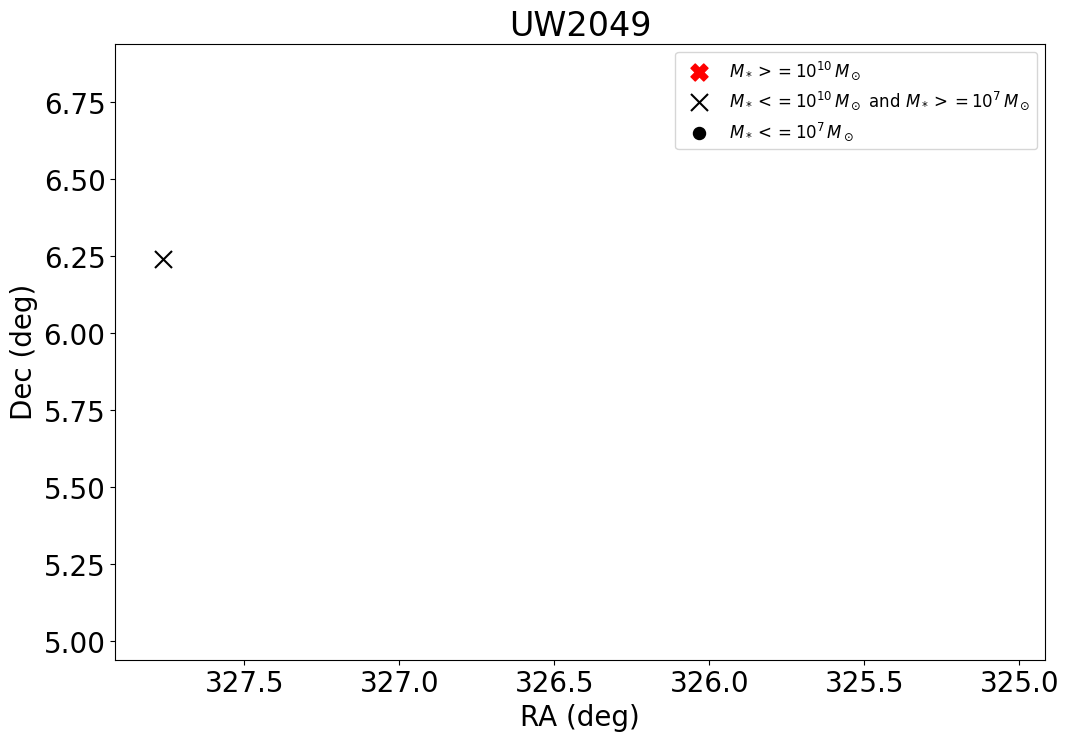 UW2049
M* >= 10^10 M⊙
M* <= 10^10 M⊙ and M* >= 10^7 M⊙
M* <= 10^7 M⊙
Dec (deg)
6.75
6.50
6.25
6.00
5.75
5.50
5.25
5.00
327.5 327.0 326.5 326.0 325.5 325.0
RA (deg)